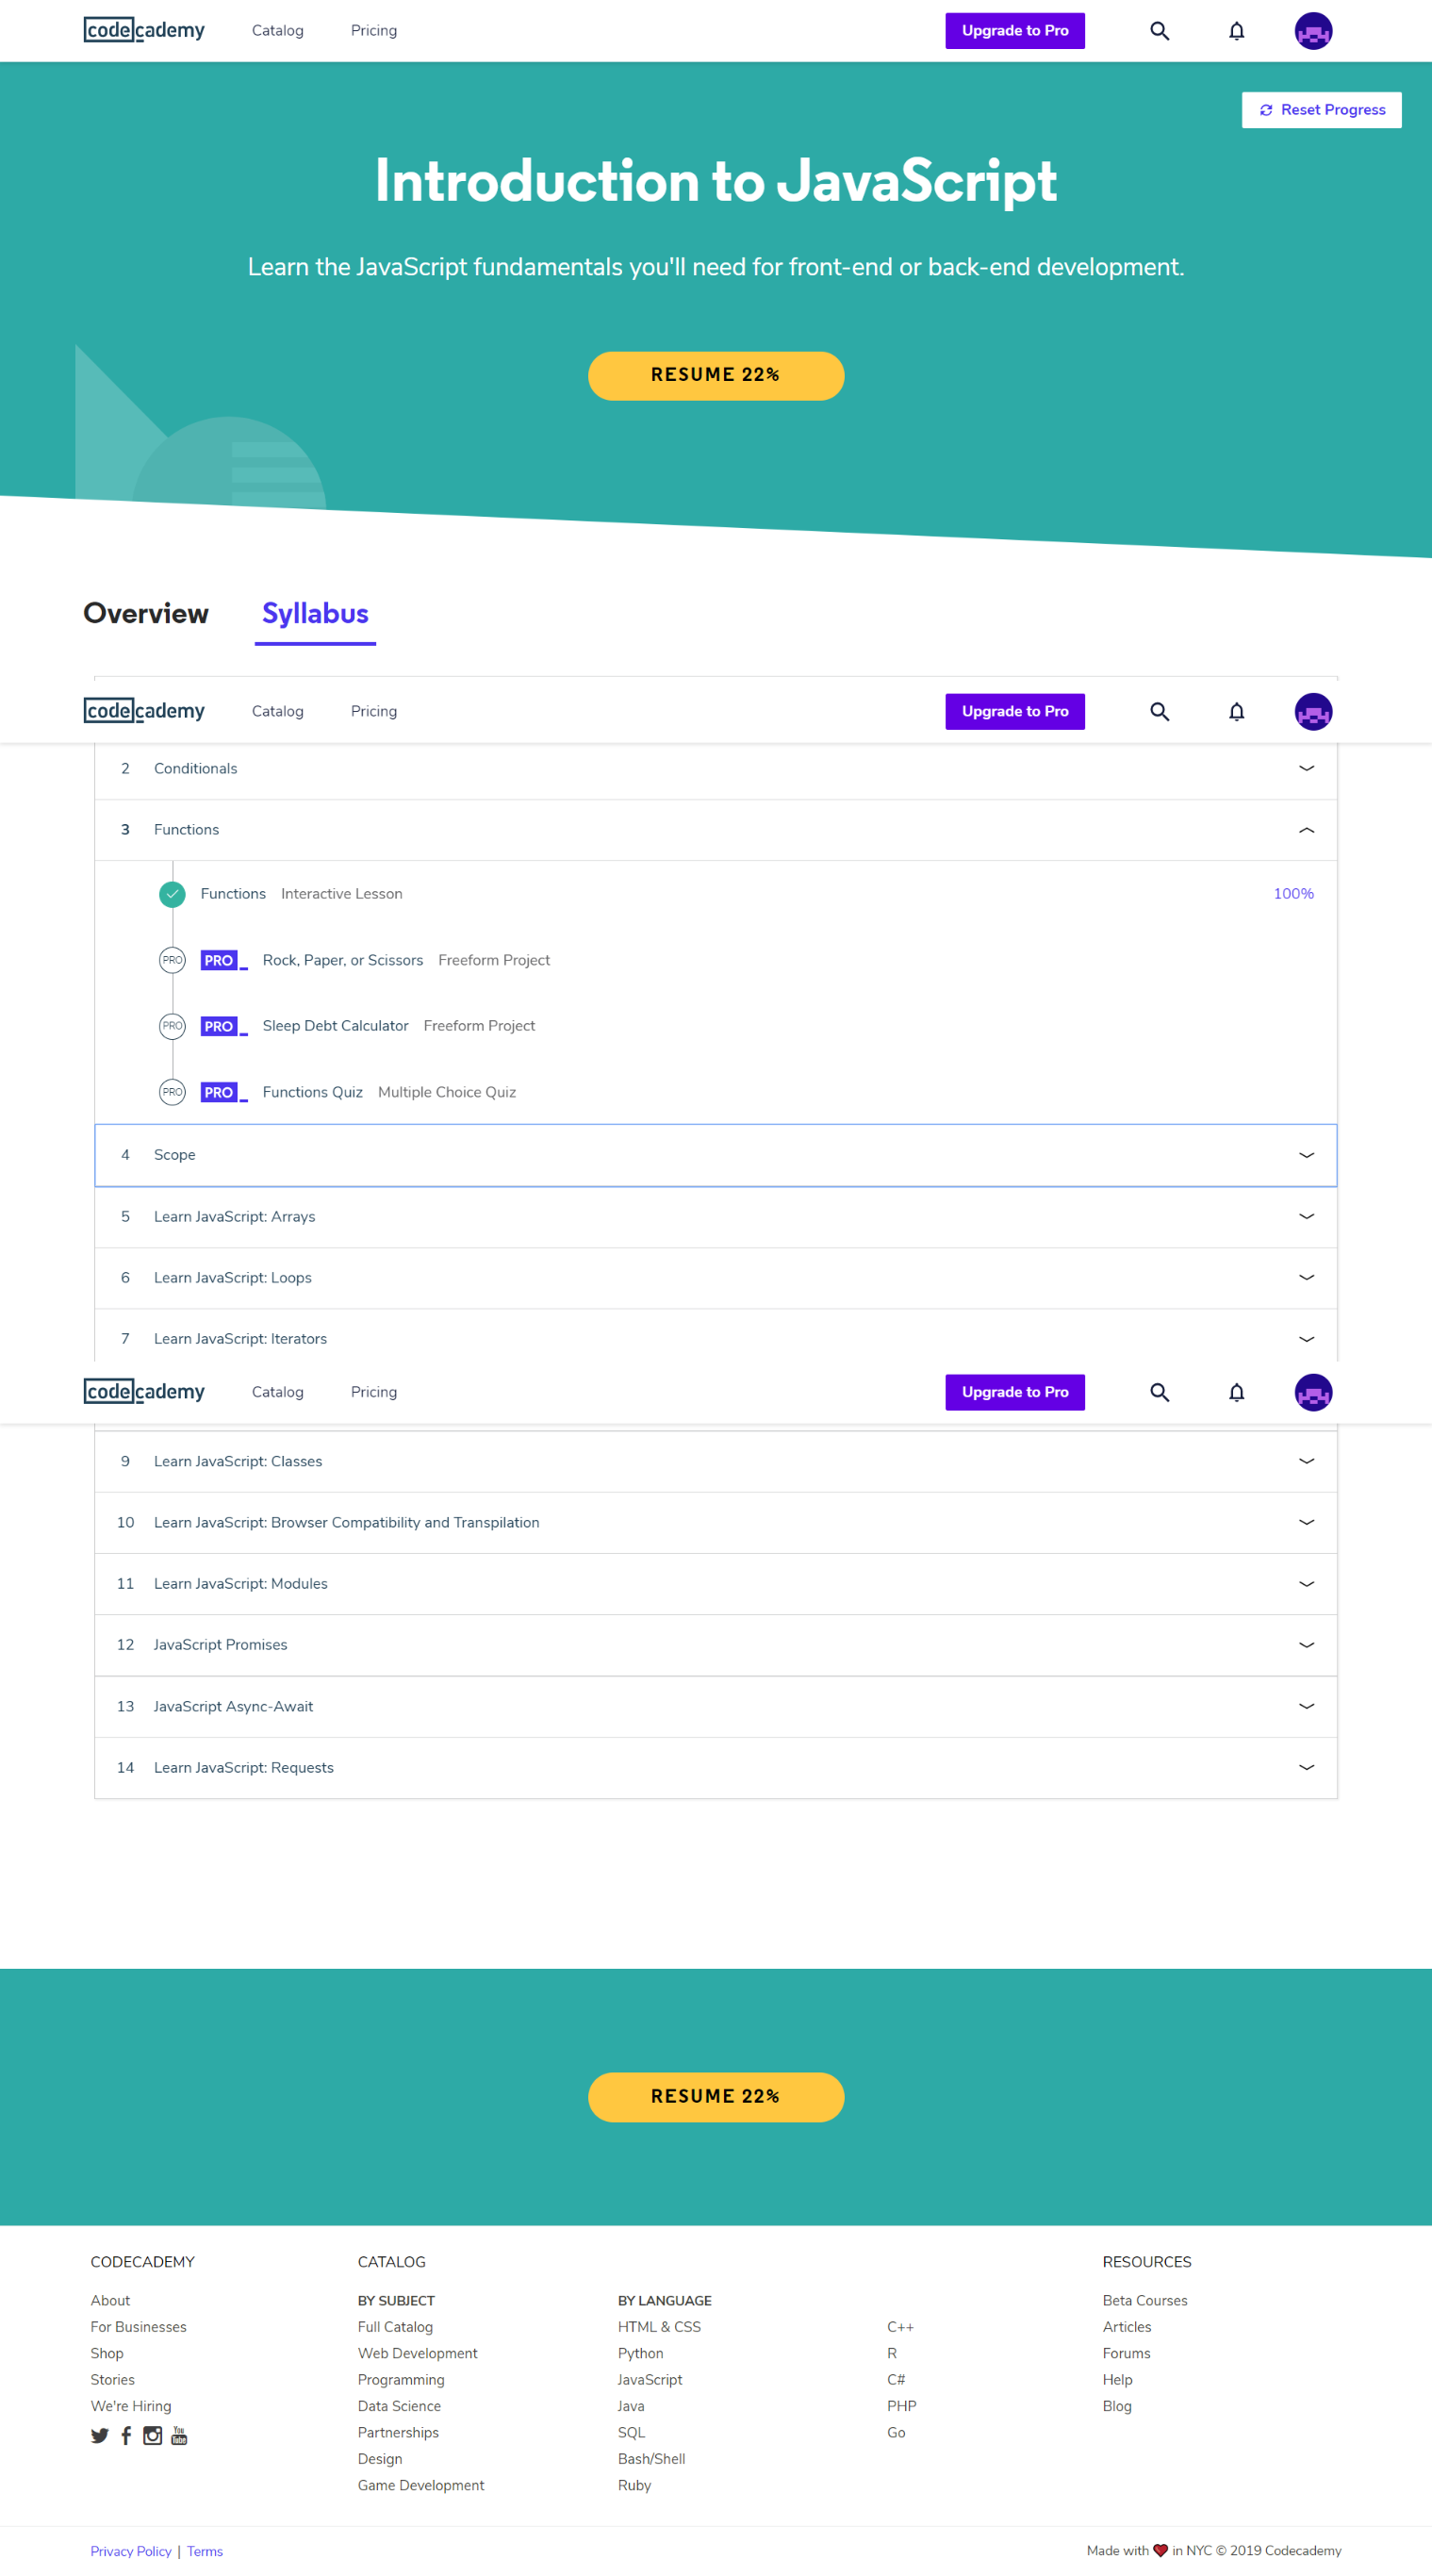 codecademy Catalog Pricing Upgrade to Pro
Reset Progress
Introduction to JavaScript
Learn the JavaScript fundamentals you'll need for front-end or back-end development.
RESUME 22%
Overview Syllabus
codecademy Catalog Pricing Upgrade to Pro
2 Conditionals
3 Functions
Functions Interactive Lesson 100%
PRO PRO_ Rock, Paper, or Scissors Freeform Project
PRO PRO_ Sleep Debt Calculator Freeform Project
PRO PRO_ Functions Quiz Multiple Choice Quiz
4 Scope
5 Learn JavaScript: Arrays
6 Learn JavaScript: Loops
7 Learn JavaScript: Iterators
codecademy Catalog Pricing Upgrade to Pro
9 Learn JavaScript: Classes
10 Learn JavaScript: Browser Compatibility and Transpilation
11 Learn JavaScript: Modules
12 JavaScript Promises
13 JavaScript Async-Await
14 Learn JavaScript: Requests
RESUME 22%
CODECADEMY CATALOG RESOURCES
About BY SUBJECT BY LANGUAGE Beta Courses
For Businesses Full Catalog HTML & CSS C++ Articles
Shop Web Development Python R Forums
Stories Programming JavaScript C# Help
We're Hiring Data Science Java PHP Blog
You Tube Partnerships SQL Go
Design Bash/Shell
Game Development Ruby
Privacy Policy | Terms Made with ❤ in NYC © 2019 Codecademy